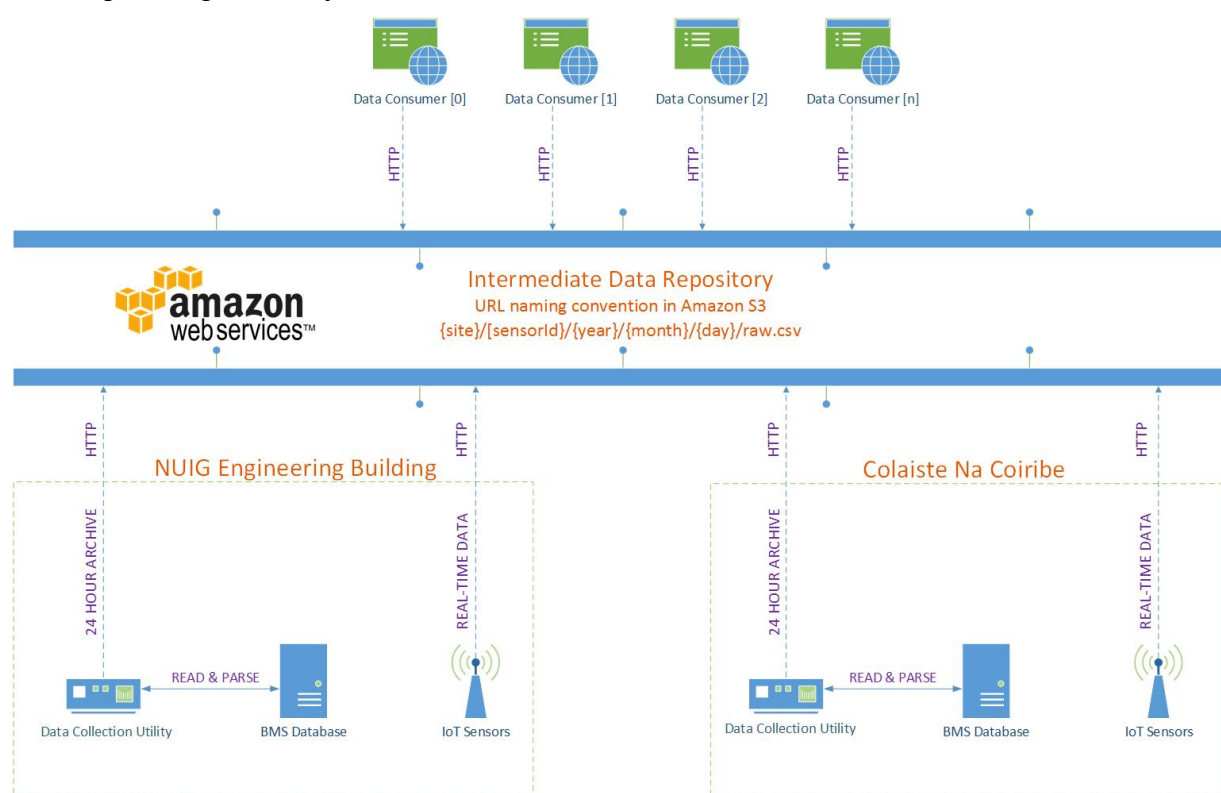 Data Consumer [0]
Data Consumer [1]
Data Consumer [2]
Data Consumer [n]
HTTP
HTTP
HTTP
HTTP
amazon
web services™
Intermediate Data Repository
URL naming convention in Amazon S3
{site}/[sensorId}/{year}/{month}/{day}/raw.csv
HTTP
HTTP
HTTP
HTTP
NUIG Engineering Building
Colaiste Na Coiribe
24 HOUR ARCHIVE
REAL-TIME DATA
24 HOUR ARCHIVE
REAL-TIME DATA
READ & PARSE
READ & PARSE
Data Collection Utility
BMS Database
IoT Sensors
Data Collection Utility
BMS Database
IoT Sensors